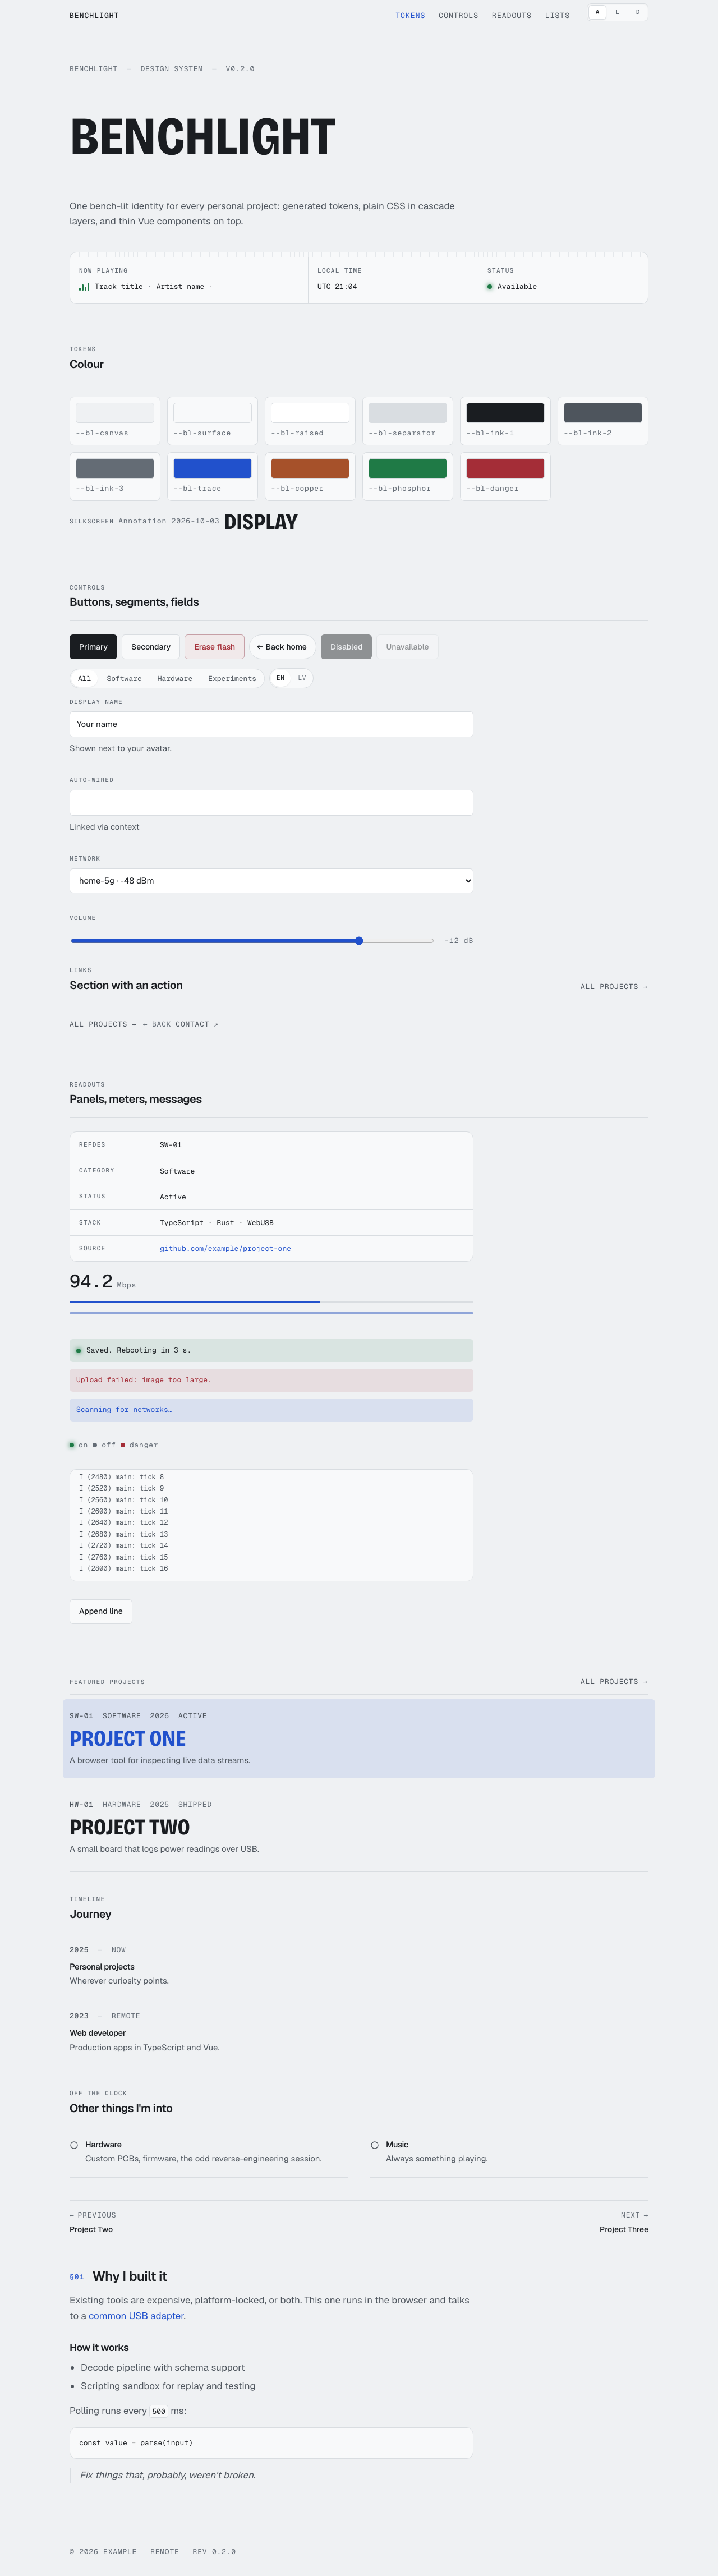 BENCHLIGHT
TOKENS CONTROLS READOUTS LISTS A L D
BENCHLIGHT · DESIGN SYSTEM · V0.2.0
BENCHLIGHT
One bench-lit identity for every personal project: generated tokens, plain CSS in cascade
layers, and thin Vue components on top.
NOW PLAYING
Track title · Artist name ·
LOCAL TIME
UTC 21:04
STATUS
Available
TOKENS
Colour
--bl-canvas
--bl-surface
--bl-raised
--bl-separator
--bl-ink-1
--bl-ink-2
--bl-ink-3
--bl-trace
--bl-copper
--bl-phosphor
--bl-danger
SILKSCREEN Annotation 2026-10-03 DISPLAY
CONTROLS
Buttons, segments, fields
Primary Secondary Erase flash ← Back home Disabled Unavailable
All Software Hardware Experiments EN LV
DISPLAY NAME
Your name
Shown next to your avatar.
AUTO-WIRED
Linked via context
NETWORK
home-5g · -48 dBm
VOLUME
-12 dB
LINKS
Section with an action
ALL PROJECTS →
ALL PROJECTS → ← BACK CONTACT ↗
READOUTS
Panels, meters, messages
REFDES SW-01
CATEGORY Software
STATUS Active
STACK TypeScript · Rust · WebUSB
SOURCE github.com/example/project-one
94.2 Mbps
Saved. Rebooting in 3 s.
Upload failed: image too large.
Scanning for networks…
on off danger
I (2480) main: tick 8
I (2520) main: tick 9
I (2560) main: tick 10
I (2600) main: tick 11
I (2640) main: tick 12
I (2680) main: tick 13
I (2720) main: tick 14
I (2760) main: tick 15
I (2800) main: tick 16
Append line
FEATURED PROJECTS
ALL PROJECTS →
SW-01 SOFTWARE 2026 ACTIVE
PROJECT ONE
A browser tool for inspecting live data streams.
HW-01 HARDWARE 2025 SHIPPED
PROJECT TWO
A small board that logs power readings over USB.
TIMELINE
Journey
2025 · NOW
Personal projects
Wherever curiosity points.
2023 · REMOTE
Web developer
Production apps in TypeScript and Vue.
OFF THE CLOCK
Other things I'm into
Hardware
Custom PCBs, firmware, the odd reverse-engineering session.
Music
Always something playing.
← PREVIOUS
Project Two
NEXT →
Project Three
§01 Why I built it
Existing tools are expensive, platform-locked, or both. This one runs in the browser and talks
to a common USB adapter.
How it works
• Decode pipeline with schema support
• Scripting sandbox for replay and testing
Polling runs every 500 ms:
const value = parse(input)
Fix things that, probably, weren't broken.
© 2026 EXAMPLE REMOTE REV 0.2.0